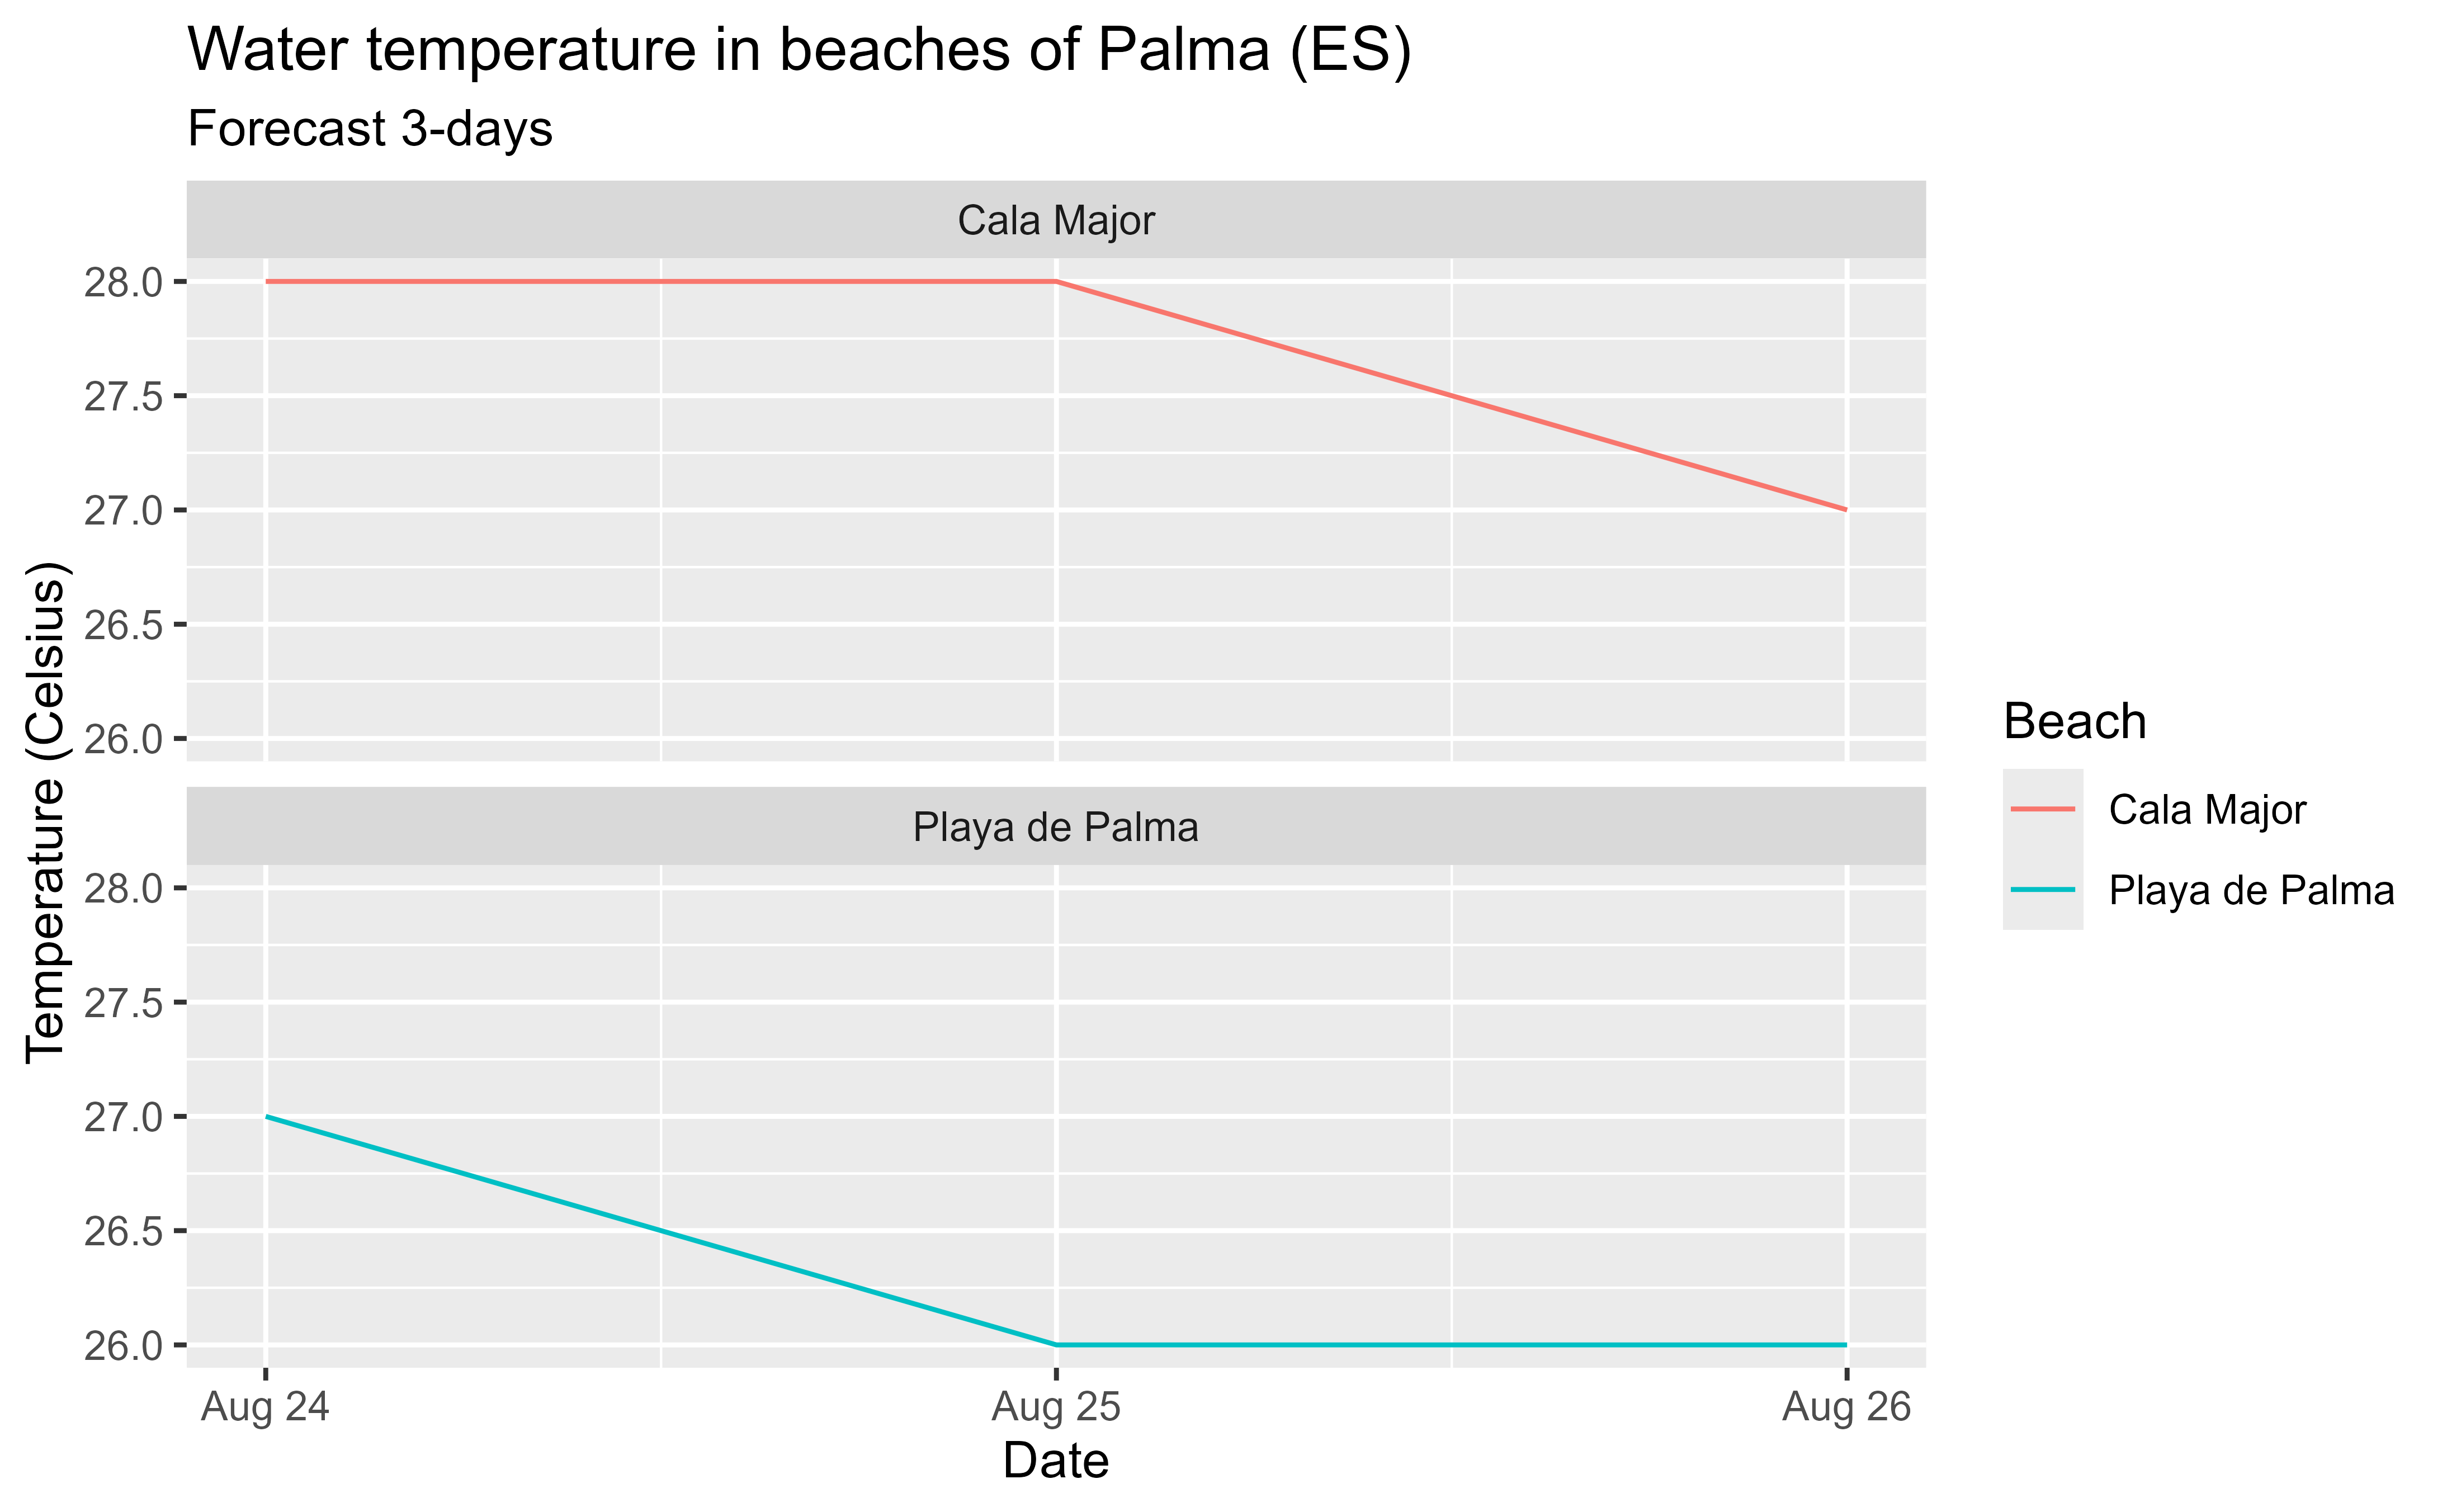 Water temperature in beaches of Palma (ES)
Forecast 3-days
Cala Major
28.0
27.5
27.0
26.5
26.0
Playa de Palma
28.0
27.5
27.0
26.5
26.0
Aug 24
Aug 25
Aug 26
Date
Temperature (Celsius)
Beach
Cala Major
Playa de Palma